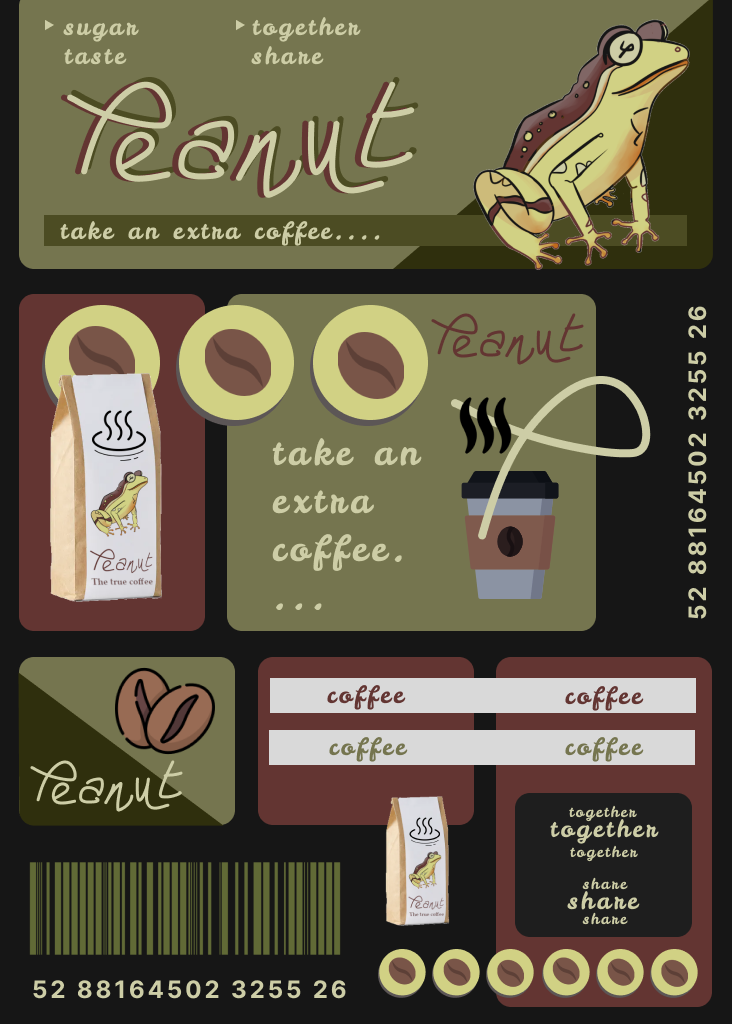 sugar
taste
together
share
Peanut
take an extra coffee....
Peanut
take an
extra
coffee.
...
Peanut
The true coffee
52 88164502 3255 26
Peanut
coffee coffee
coffee coffee
together
together
together
share
share
share
Peanut
The true coffee
52 88164502 3255 26